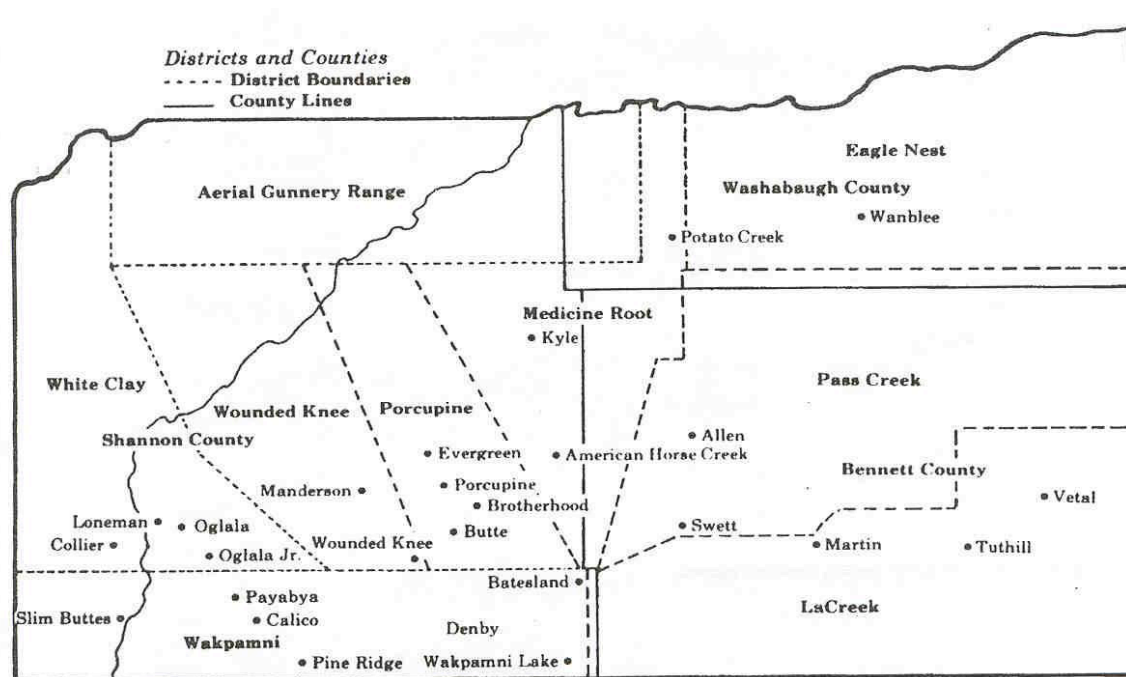 Districts and Counties
District Boundaries
County Lines
Eagle Nest
Aerial Gunnery Range
Washabaugh County
Wanblee
Potato Creek
Medicine Root
Kyle
White Clay
Pass Creek
Wounded Knee
Porcupine
Shannon County
Allen
Evergreen
American Horse Creek
Bennett County
Manderson
Porcupine
Brotherhood
Vetal
Loneman
Oglala
Butte
Swett
Collier
Oglala Jr.
Wounded Knee
Martin
Tuthill
Batesland
Payabya
LaCreek
Slim Buttes
Calico
Denby
Wakpamni
Pine Ridge
Wakpamni Lake